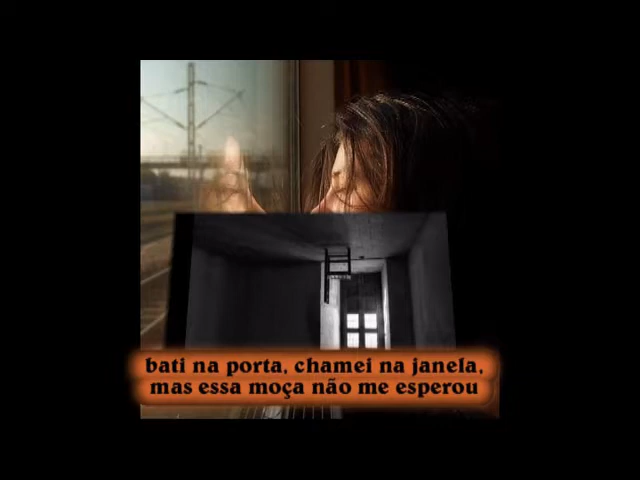 bati na porta, chamei na janela,
mas essa moça não me esperou